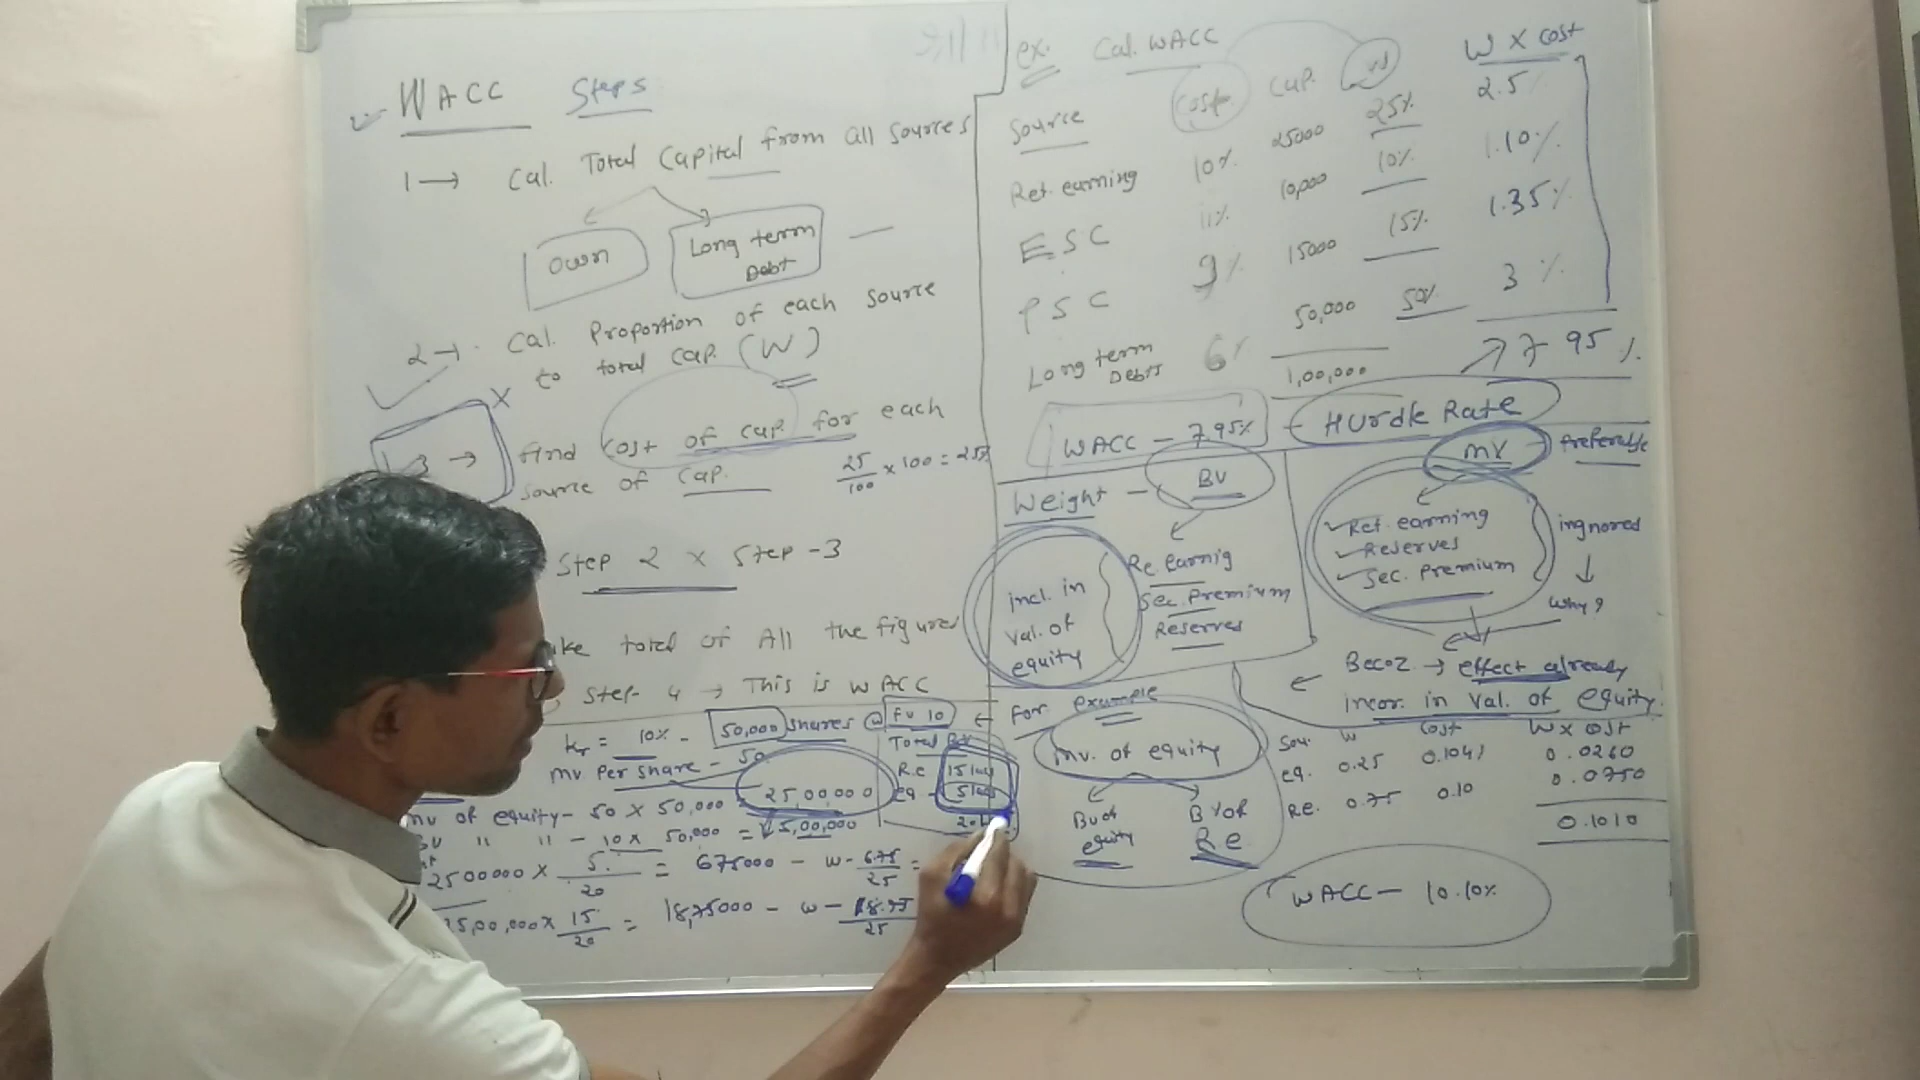 WACC Steps
1 → Cal. Total Capital from all sources
own
Long term Debt
2 → Cal. Proportion of each source
to total cap. (W)
3 → find cost of cap. for each
source of cap.
25/100 x 100 = 25%
Step 2 x Step -3
total of All the figures
Step- 4 → This is WACC
= 10% - 50,000 shares @ FV 10
mv per share - 50
mv of equity - 50 x 50,000 = 25,00,000
BV " " - 10 x 50,000 = 5,00,000
2500000 x 5/20 = 675000 - W - 6.75/25 =
25,00,000 x 15/20 = 18,75000 - W - 18.75/25
Total BV
R.e 15 lacs
eq - 5 lacs
ex. Cal. WACC
Source Cost Cap. W W x cost
Ret. earning 10% 25000 25% 2.5%
ESC 11% 10,000 10% 1.10%
PSC 9% 15000 15% 1.35%
Long term Debts 6% 50,000 50% 3%
1,00,000 7.95%
WACC - 7.95% - Hurdle Rate
Weight - BV
incl. in
val. of
equity
Re. earnig
Sec. Premium
Reserves
MV - Preferable
Ret. earning
Reserves
Sec. Premium
ingnored
Why?
Becoz → effect already
incor. in val. of equity
← For example
mv. of equity
BV of equity
BV of R.e
Sou. W Cost W x cost
eq. 0.25 0.1041 0.0260
Re. 0.75 0.10 0.0750
0.1010
WACC - 10.10%